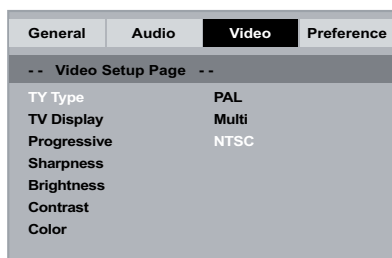 General Audio Video Preference
-- Video Setup Page --
TY Type PAL
TV Display Multi
Progressive NTSC
Sharpness
Brightness
Contrast
Color